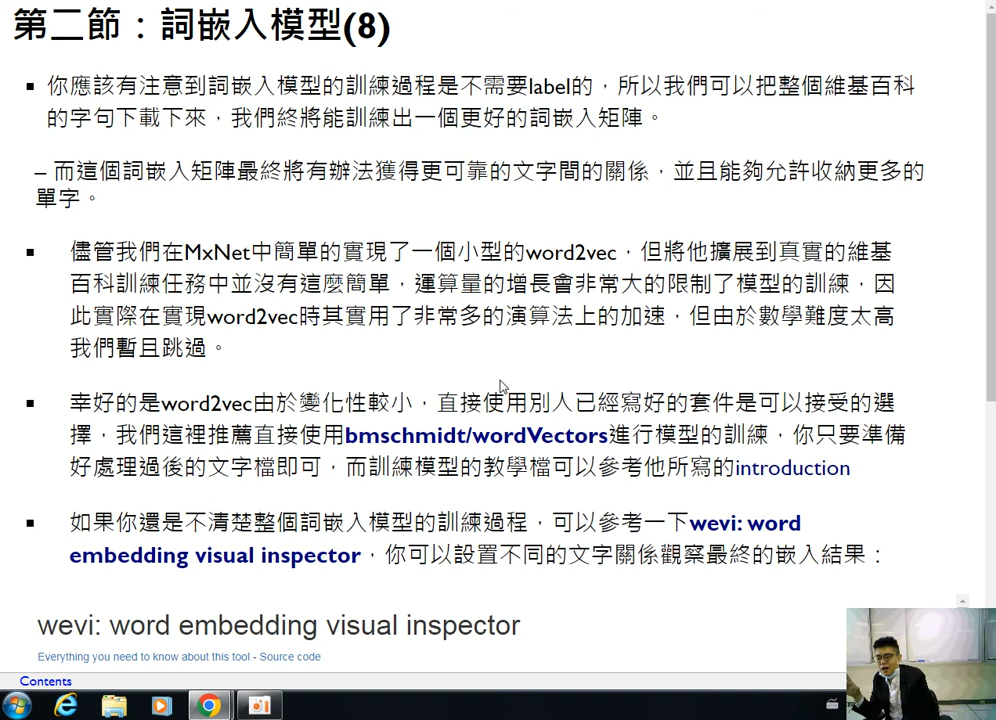 第二節：詞嵌入模型(8)
▪ 你應該有注意到詞嵌入模型的訓練過程是不需要label的，所以我們可以把整個維基百科
的字句下載下來，我們終將能訓練出一個更好的詞嵌入矩陣。
– 而這個詞嵌入矩陣最終將有辦法獲得更可靠的文字間的關係，並且能夠允許收納更多的
單字。
▪ 儘管我們在MxNet中簡單的實現了一個小型的word2vec，但將他擴展到真實的維基
百科訓練任務中並沒有這麼簡單，運算量的增長會非常大的限制了模型的訓練，因
此實際在實現word2vec時其實用了非常多的演算法上的加速，但由於數學難度太高
我們暫且跳過。
▪ 幸好的是word2vec由於變化性較小，直接使用別人已經寫好的套件是可以接受的選
擇，我們這裡推薦直接使用bmschmidt/wordVectors進行模型的訓練，你只要準備
好處理過後的文字檔即可，而訓練模型的教學檔可以參考他所寫的introduction
▪ 如果你還是不清楚整個詞嵌入模型的訓練過程，可以參考一下wevi: word
embedding visual inspector，你可以設置不同的文字關係觀察最終的嵌入結果：
wevi: word embedding visual inspector
Everything you need to know about this tool - Source code
Contents